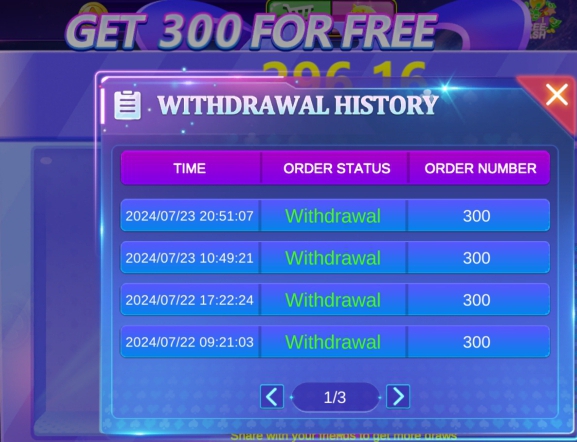 GET 300 FOR FREE
296.16
WITHDRAWAL HISTORY
TIME ORDER STATUS ORDER NUMBER
2024/07/23 20:51:07 Withdrawal 300
2024/07/23 10:49:21 Withdrawal 300
2024/07/22 17:22:24 Withdrawal 300
2024/07/22 09:21:03 Withdrawal 300
1/3
Share with your friends to get more draws